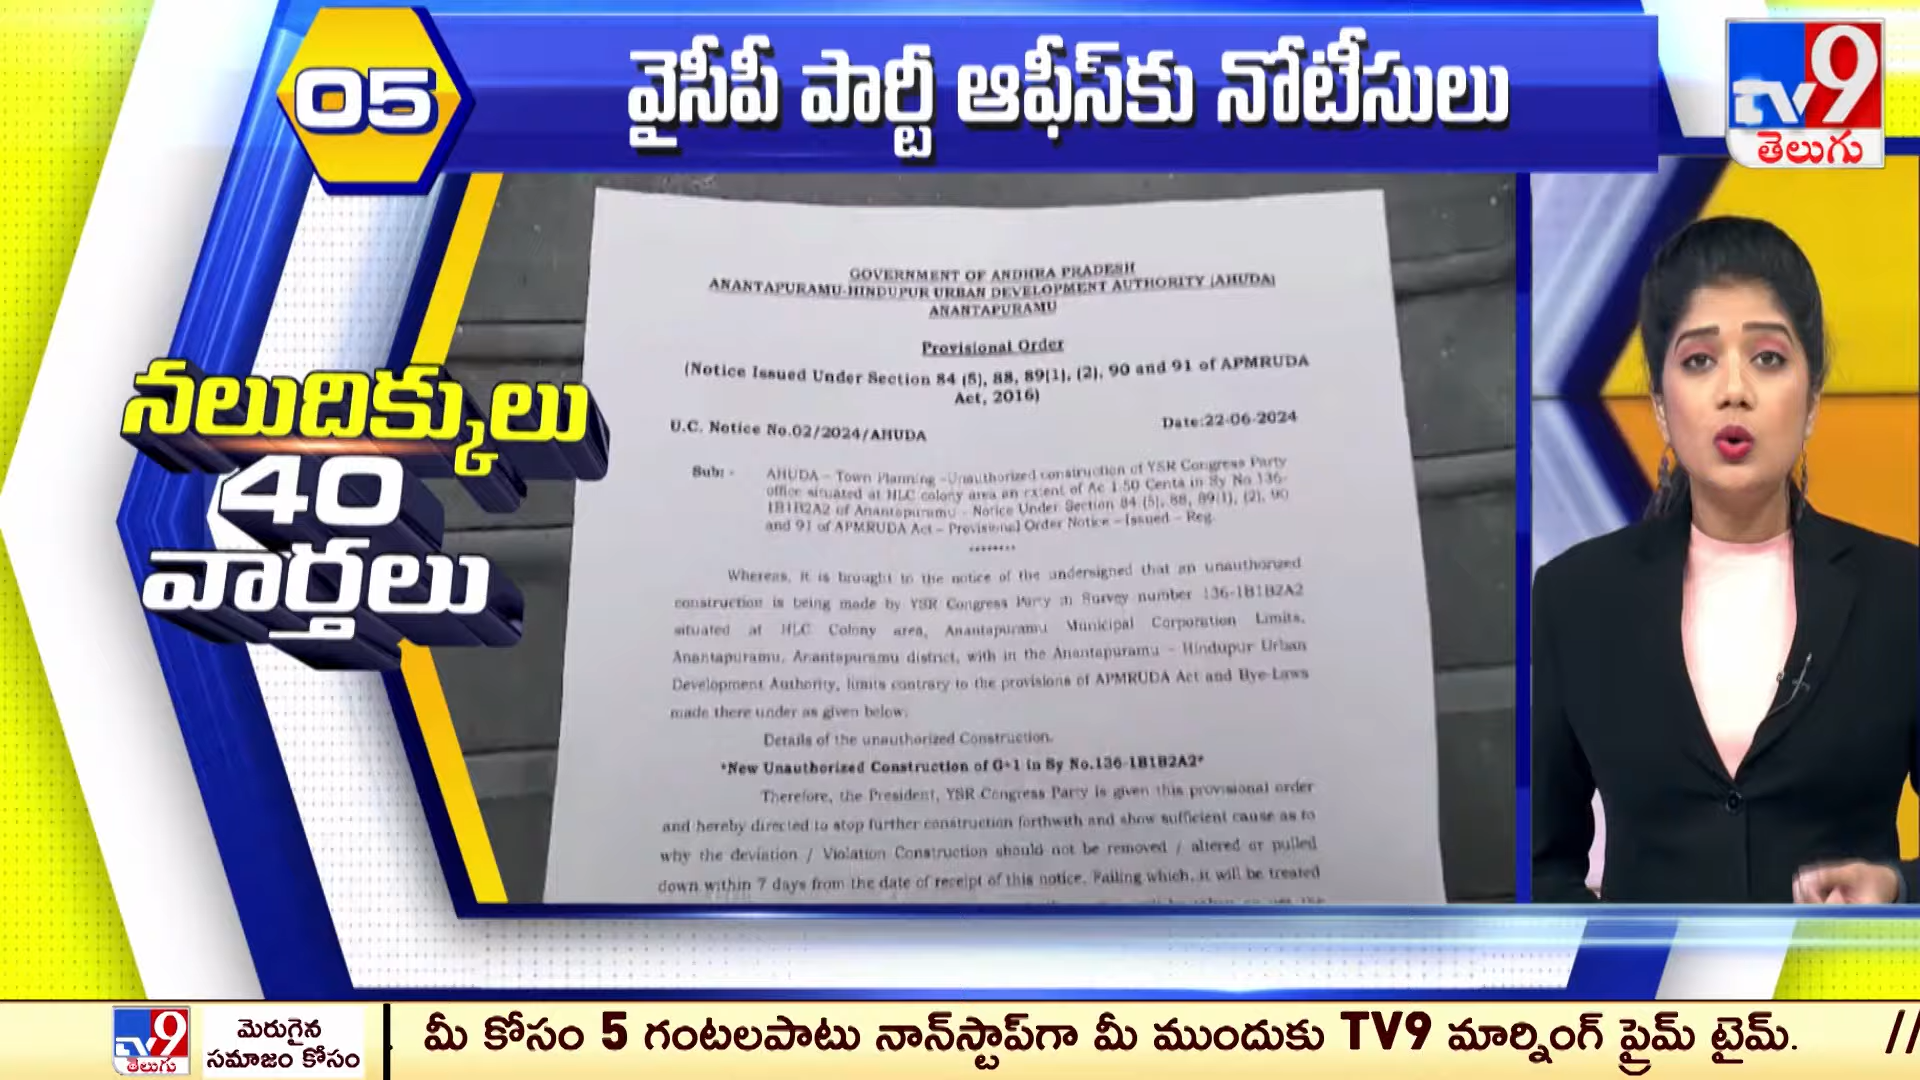 05
వైసీపీ పార్టీ ఆఫీస్‌కు నోటీసులు
TV9
తెలుగు
నలుదిక్కులు
40
వార్తలు
GOVERNMENT OF ANDHRA PRADESH
ANANTAPURAMU-HINDUPUR URBAN DEVELOPMENT AUTHORITY (AHUDA)
ANANTAPURAMU
Provisional Order
(Notice Issued Under Section 84 (5), 88, 89(1), (2), 90 and 91 of APMRUDA
Act, 2016)
U.C. Notice No.02/2024/AHUDA
Date:22-06-2024
Sub: - AHUDA – Town Planning –Unauthorized construction of YSR Congress Party
office situated at HLC colony area an extent of Ac 1.50 Cents in Sy No 136-
1B1B2A2 of Anantapuramu - Notice Under Section 84 (5), 88, 89(1), (2), 90
and 91 of APMRUDA Act – Provisional Order Notice – Issued – Reg.
********
Whereas, it is brought to the notice of the undersigned that an unauthorized
construction is being made by YSR Congress Party in Survey number 136-1B1B2A2
situated at HLC Colony area, Anantapuramu Municipal Corporation Limits,
Anantapuramu, Anantapuramu district, with in the Anantapuramu – Hindupur Urban
Development Authority, limits contrary to the provisions of APMRUDA Act and Bye-Laws
made there under as given below.
Details of the unauthorized Construction.
*New Unauthorized Construction of G+1 in Sy No.136-1B1B2A2*
Therefore, the President, YSR Congress Party is given this provisional order
and hereby directed to stop further construction forthwith and show sufficient cause as to
why the deviation / Violation Construction should not be removed / altered or pulled
down within 7 days from the date of receipt of this notice. Failing which, it will be treated
TV9
తెలుగు
మెరుగైన
సమాజం కోసం
మీ కోసం 5 గంటలపాటు నాన్‌స్టాప్‌గా మీ ముందుకు TV9 మార్నింగ్ ప్రైమ్ టైమ్. //